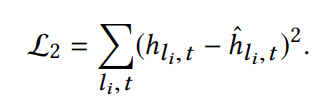 ℒ₂ = ∑_{l_i,t} (h_{l_i,t} − ĥ_{l_i,t})².